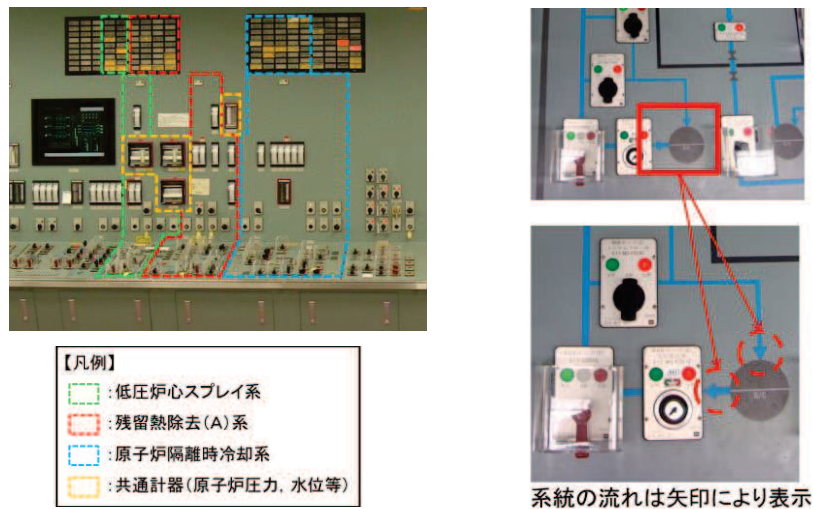 【凡例】
:低圧炉心スプレイ系
:残留熱除去(A)系
:原子炉隔離時冷却系
:共通計器(原子炉圧力, 水位等)
系統の流れは矢印により表示